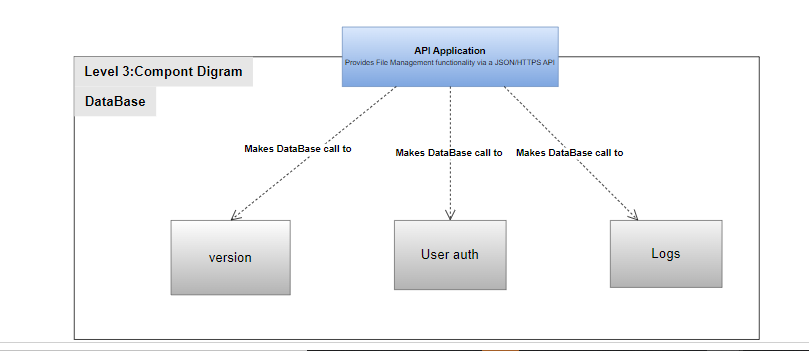 API Application
Provides File Management functionality via a JSON/HTTPS API
Level 3:Compont Digram
DataBase
Makes DataBase call to
Makes DataBase call to
Makes DataBase call to
version
User auth
Logs